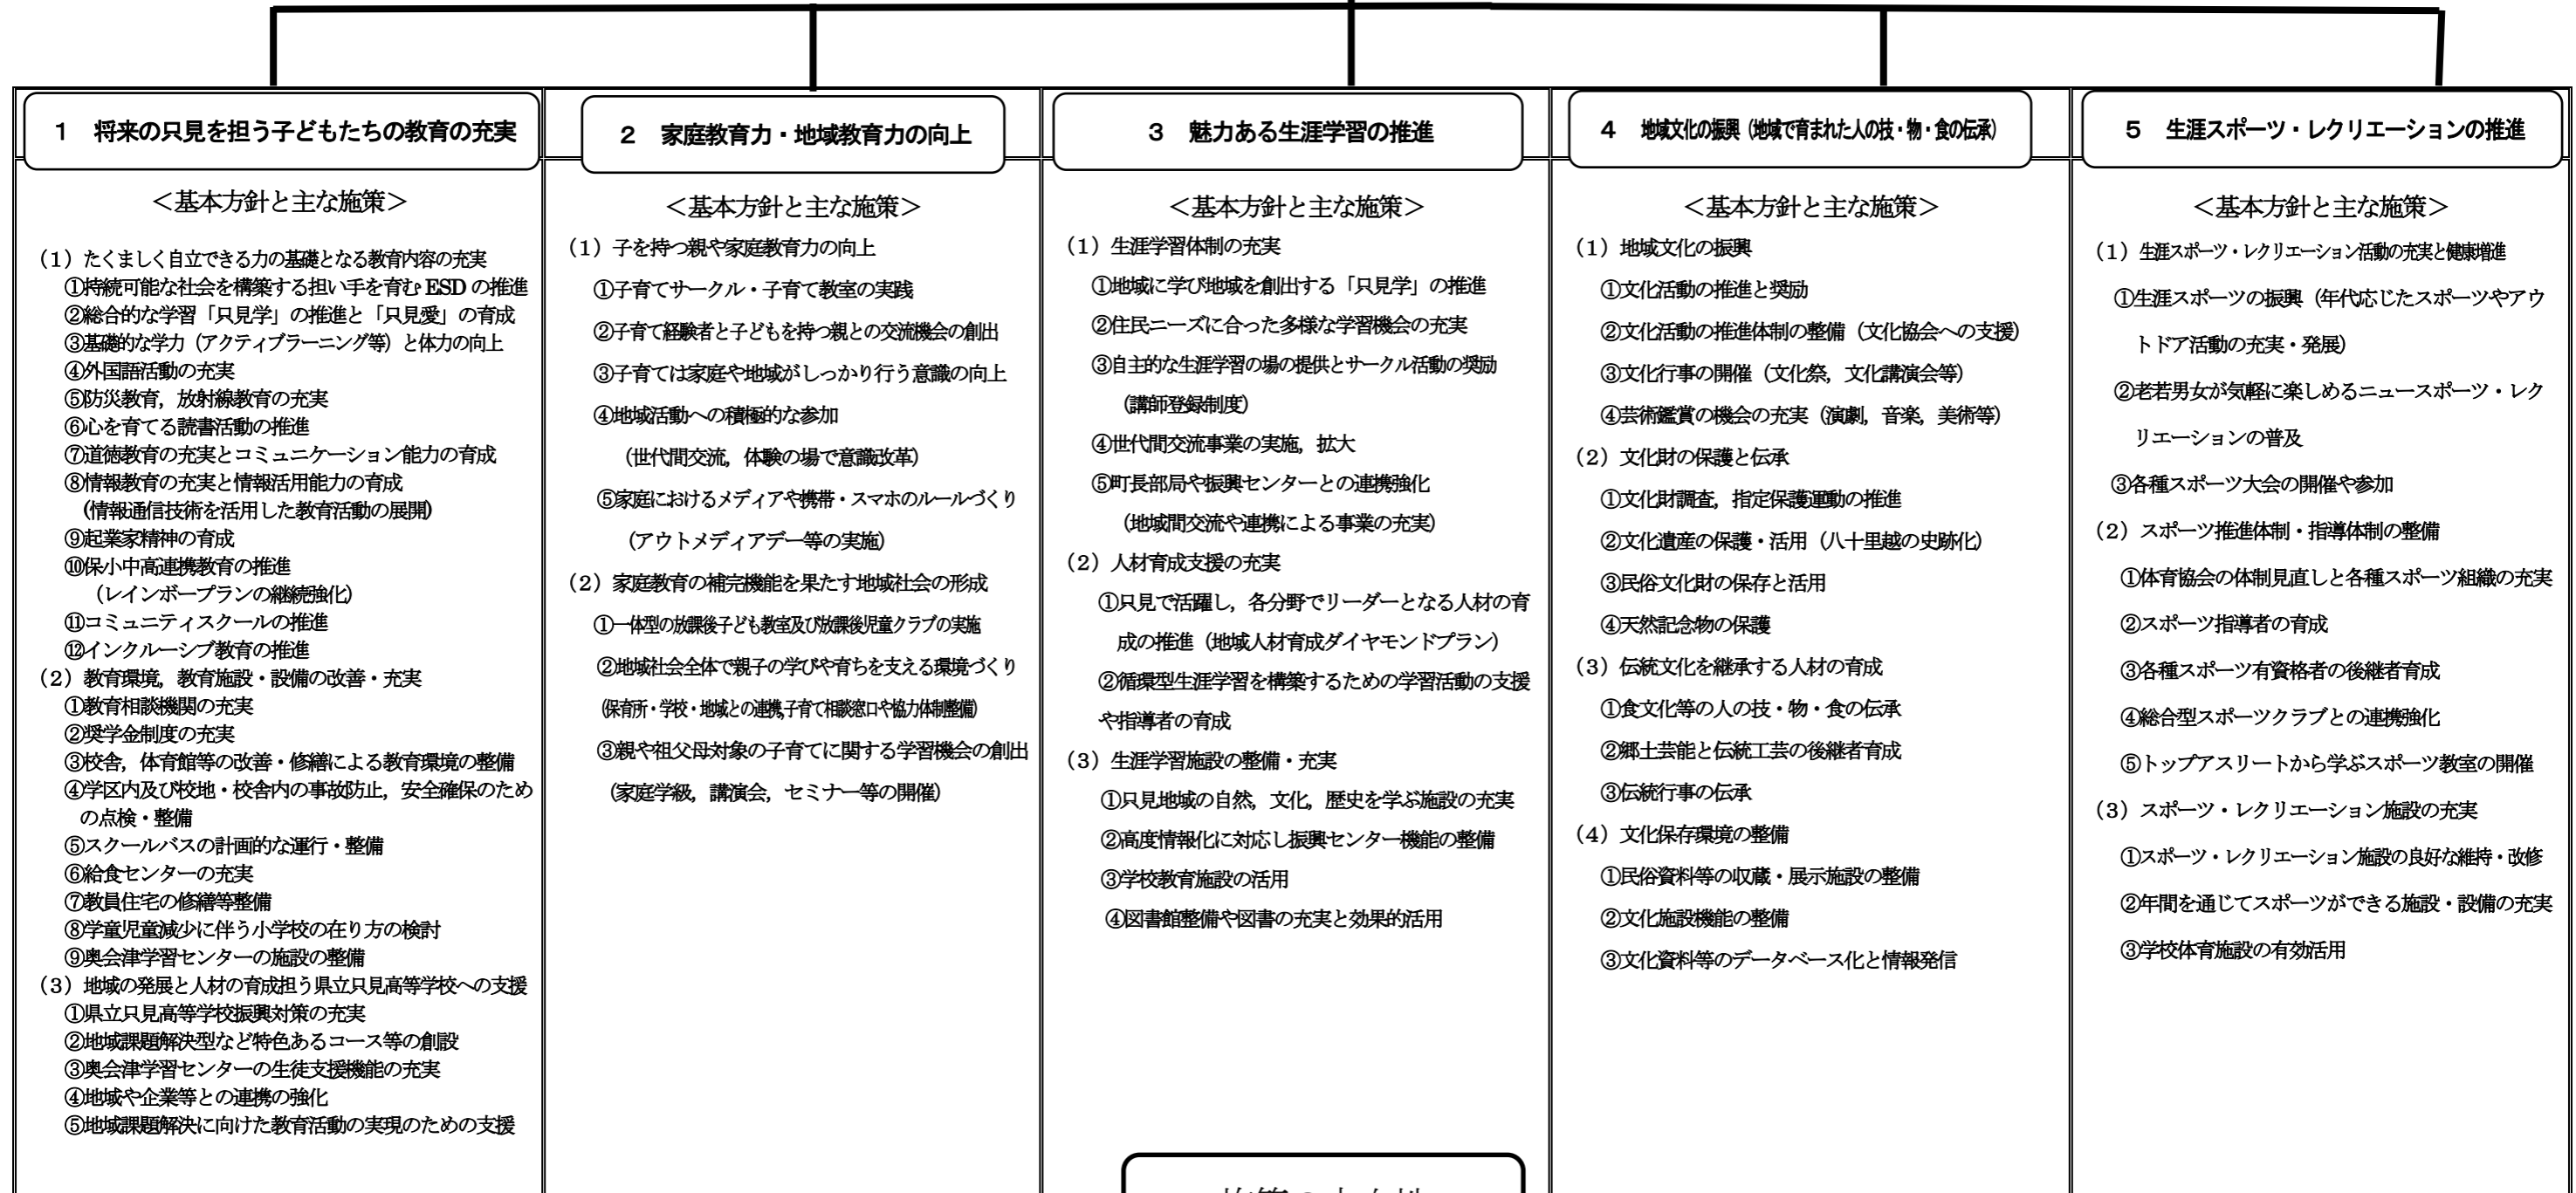 1　将来の只見を担う子どもたちの教育の充実
＜基本方針と主な施策＞
（1）たくましく自立できる力の基礎となる教育内容の充実
①持続可能な社会を構築する担い手を育む ESD の推進
②総合的な学習「只見学」の推進と「只見愛」の育成
③基礎的な学力（アクティブラーニング等）と体力の向上
④外国語活動の充実
⑤防災教育，放射線教育の充実
⑥心を育てる読書活動の推進
⑦道徳教育の充実とコミュニケーション能力の育成
⑧情報教育の充実と情報活用能力の育成
（情報通信技術を活用した教育活動の展開）
⑨起業家精神の育成
⑩保小中高連携教育の推進
（レインボープランの継続強化）
⑪コミュニティスクールの推進
⑫インクルーシブ教育の推進
（2）教育環境，教育施設・設備の改善・充実
①教育相談機関の充実
②奨学金制度の充実
③校舎，体育館等の改善・修繕による教育環境の整備
④学区内及び校地・校舎内の事故防止，安全確保のため
の点検・整備
⑤スクールバスの計画的な運行・整備
⑥給食センターの充実
⑦教員住宅の修繕等整備
⑧学童児童減少に伴う小学校の在り方の検討
⑨奥会津学習センターの施設の整備
（3）地域の発展と人材の育成担う県立只見高等学校への支援
①県立只見高等学校振興対策の充実
②地域課題解決型など特色あるコース等の創設
③奥会津学習センターの生徒支援機能の充実
④地域や企業等との連携の強化
⑤地域課題解決に向けた教育活動の実現のための支援
2　家庭教育力・地域教育力の向上
＜基本方針と主な施策＞
（1）子を持つ親や家庭教育力の向上
①子育てサークル・子育て教室の実践
②子育て経験者と子どもを持つ親との交流機会の創出
③子育ては家庭や地域がしっかり行う意識の向上
④地域活動への積極的な参加
（世代間交流，体験の場で意識改革）
⑤家庭におけるメディアや携帯・スマホのルールづくり
（アウトメディアデー等の実施）
（2）家庭教育の補完機能を果たす地域社会の形成
①一体型の放課後子ども教室及び放課後児童クラブの実施
②地域社会全体で親子の学びや育ちを支える環境づくり
（保育所・学校・地域との連携，子育て相談窓口や協力体制整備）
③親や祖父母対象の子育てに関する学習機会の創出
（家庭学級，講演会，セミナー等の開催）
3　魅力ある生涯学習の推進
＜基本方針と主な施策＞
（1）生涯学習体制の充実
①地域に学び地域を創出する「只見学」の推進
②住民ニーズに合った多様な学習機会の充実
③自主的な生涯学習の場の提供とサークル活動の奨励
（講師登録制度）
④世代間交流事業の実施，拡大
⑤町長部局や振興センターとの連携強化
（地域間交流や連携による事業の充実）
（2）人材育成支援の充実
①只見で活躍し，各分野でリーダーとなる人材の育
成の推進（地域人材育成ダイヤモンドプラン）
②循環型生涯学習を構築するための学習活動の支援
や指導者の育成
（3）生涯学習施設の整備・充実
①只見地域の自然，文化，歴史を学ぶ施設の充実
②高度情報化に対応し振興センター機能の整備
③学校教育施設の活用
④図書館整備や図書の充実と効果的活用
4　地域文化の振興（地域で育まれた人の技・物・食の伝承）
＜基本方針と主な施策＞
（1）地域文化の振興
①文化活動の推進と奨励
②文化活動の推進体制の整備（文化協会への支援）
③文化行事の開催（文化祭，文化講演会等）
④芸術鑑賞の機会の充実（演劇，音楽，美術等）
（2）文化財の保護と伝承
①文化財調査，指定保護運動の推進
②文化遺産の保護・活用（八十里越の史跡化）
③民俗文化財の保存と活用
④天然記念物の保護
（3）伝統文化を継承する人材の育成
①食文化等の人の技・物・食の伝承
②郷土芸能と伝統工芸の後継者育成
③伝統行事の伝承
（4）文化保存環境の整備
①民俗資料等の収蔵・展示施設の整備
②文化施設機能の整備
③文化資料等のデータベース化と情報発信
5　生涯スポーツ・レクリエーションの推進
＜基本方針と主な施策＞
（1）生涯スポーツ・レクリエーション活動の充実と健康増進
①生涯スポーツの振興（年代応じたスポーツやアウ
トドア活動の充実・発展）
②老若男女が気軽に楽しめるニュースポーツ・レク
リエーションの普及
③各種スポーツ大会の開催や参加
（2）スポーツ推進体制・指導体制の整備
①体育協会の体制見直しと各種スポーツ組織の充実
②スポーツ指導者の育成
③各種スポーツ有資格者の後継者育成
④総合型スポーツクラブとの連携強化
⑤トップアスリートから学ぶスポーツ教室の開催
（3）スポーツ・レクリエーション施設の充実
①スポーツ・レクリエーション施設の良好な維持・改修
②年間を通じてスポーツができる施設・設備の充実
③学校体育施設の有効活用